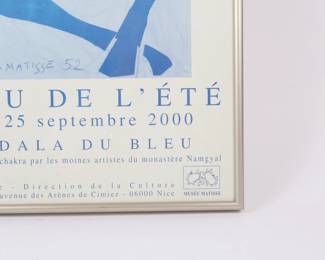 MATISSE 52
U DE L'ÉTÉ
25 septembre 2000
DALA DU BLEU
chakra par les moines artistes du monastère Namgyal
- Direction de la Culture
venue des Arènes de Cimiez - 06000 Nice
MUSÉE MATISSE